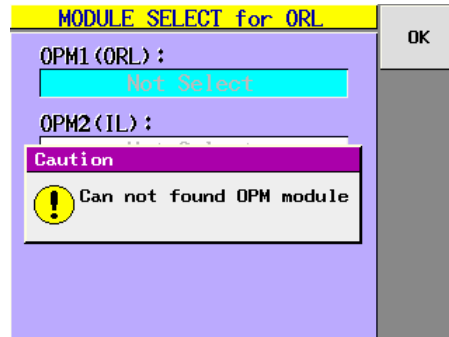 MODULE SELECT for ORL
OK
OPM1(ORL):
Not Select
OPM2(IL):
Caution
Can not found OPM module